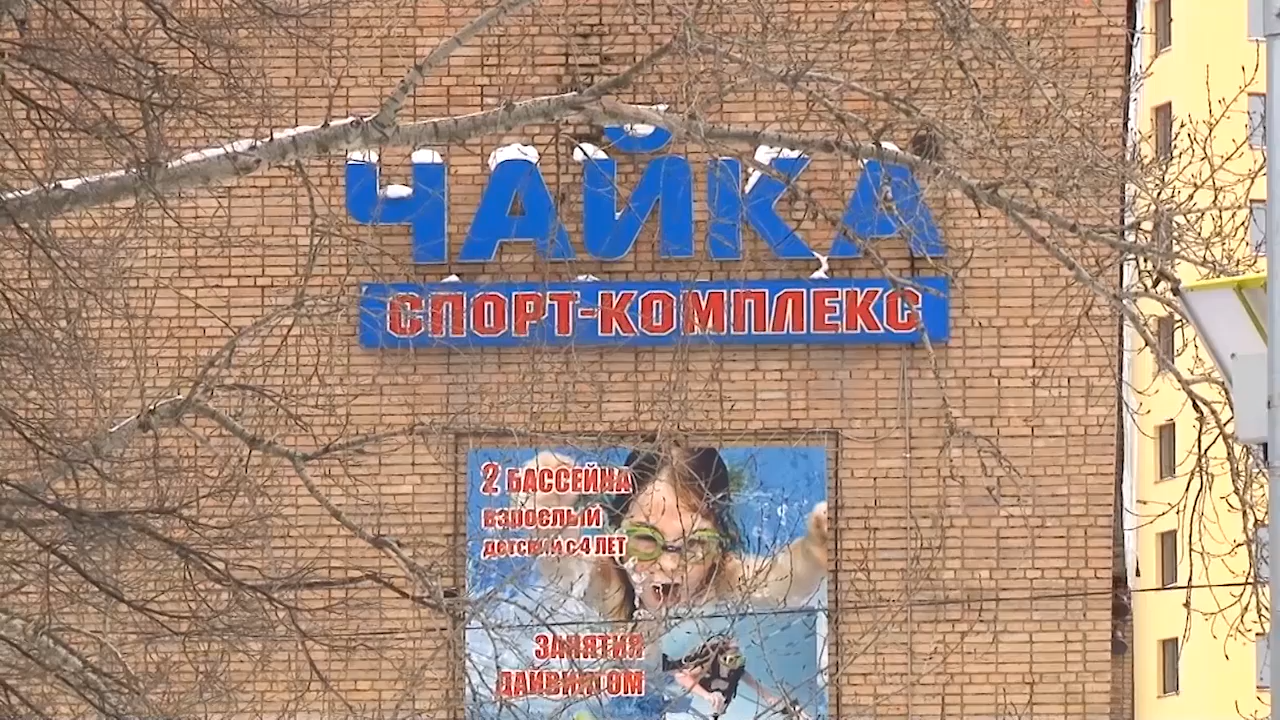 ЧАЙКА
СПОРТ-КОМПЛЕКС
2 БАССЕЙНА
ВЗРОСЛЫЙ
ДЕТСКИЙ С 4 ЛЕТ
ЗАНЯТИЯ
ДАЙВИНГОМ